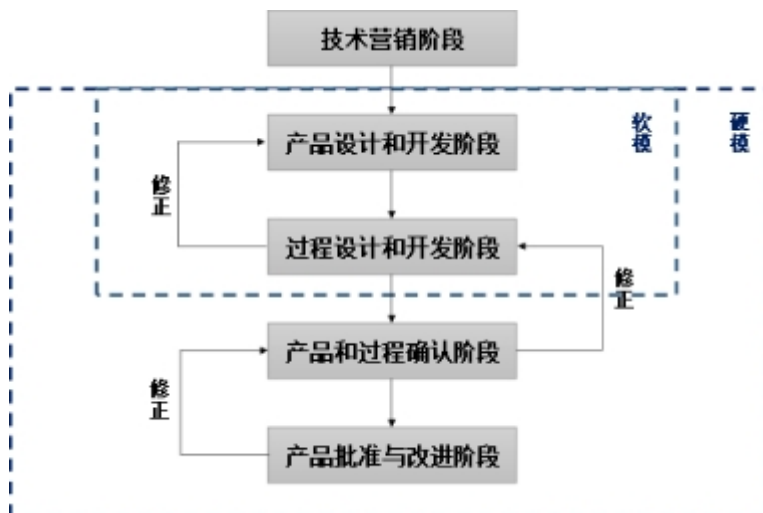 技术营销阶段
软模
硬模
产品设计和开发阶段
修正
过程设计和开发阶段
修正
产品和过程确认阶段
修正
产品批准与改进阶段